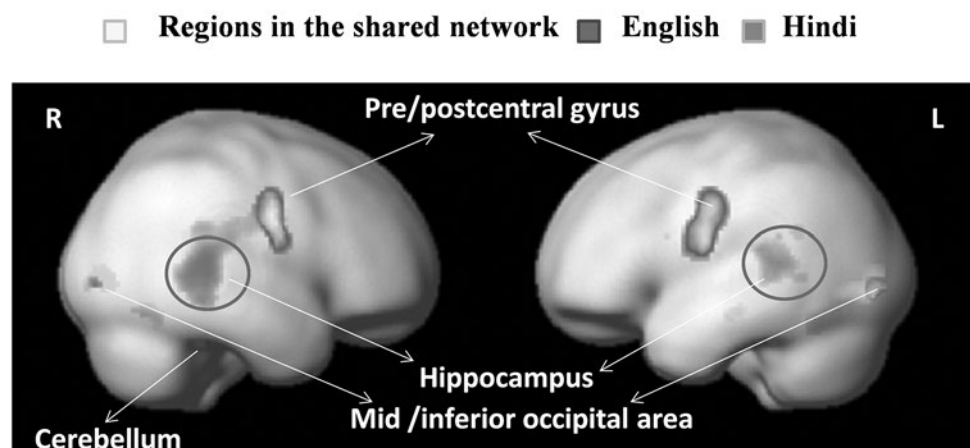 Regions in the shared network English Hindi
R Pre/postcentral gyrus L
Hippocampus
Mid /inferior occipital area
Cerebellum